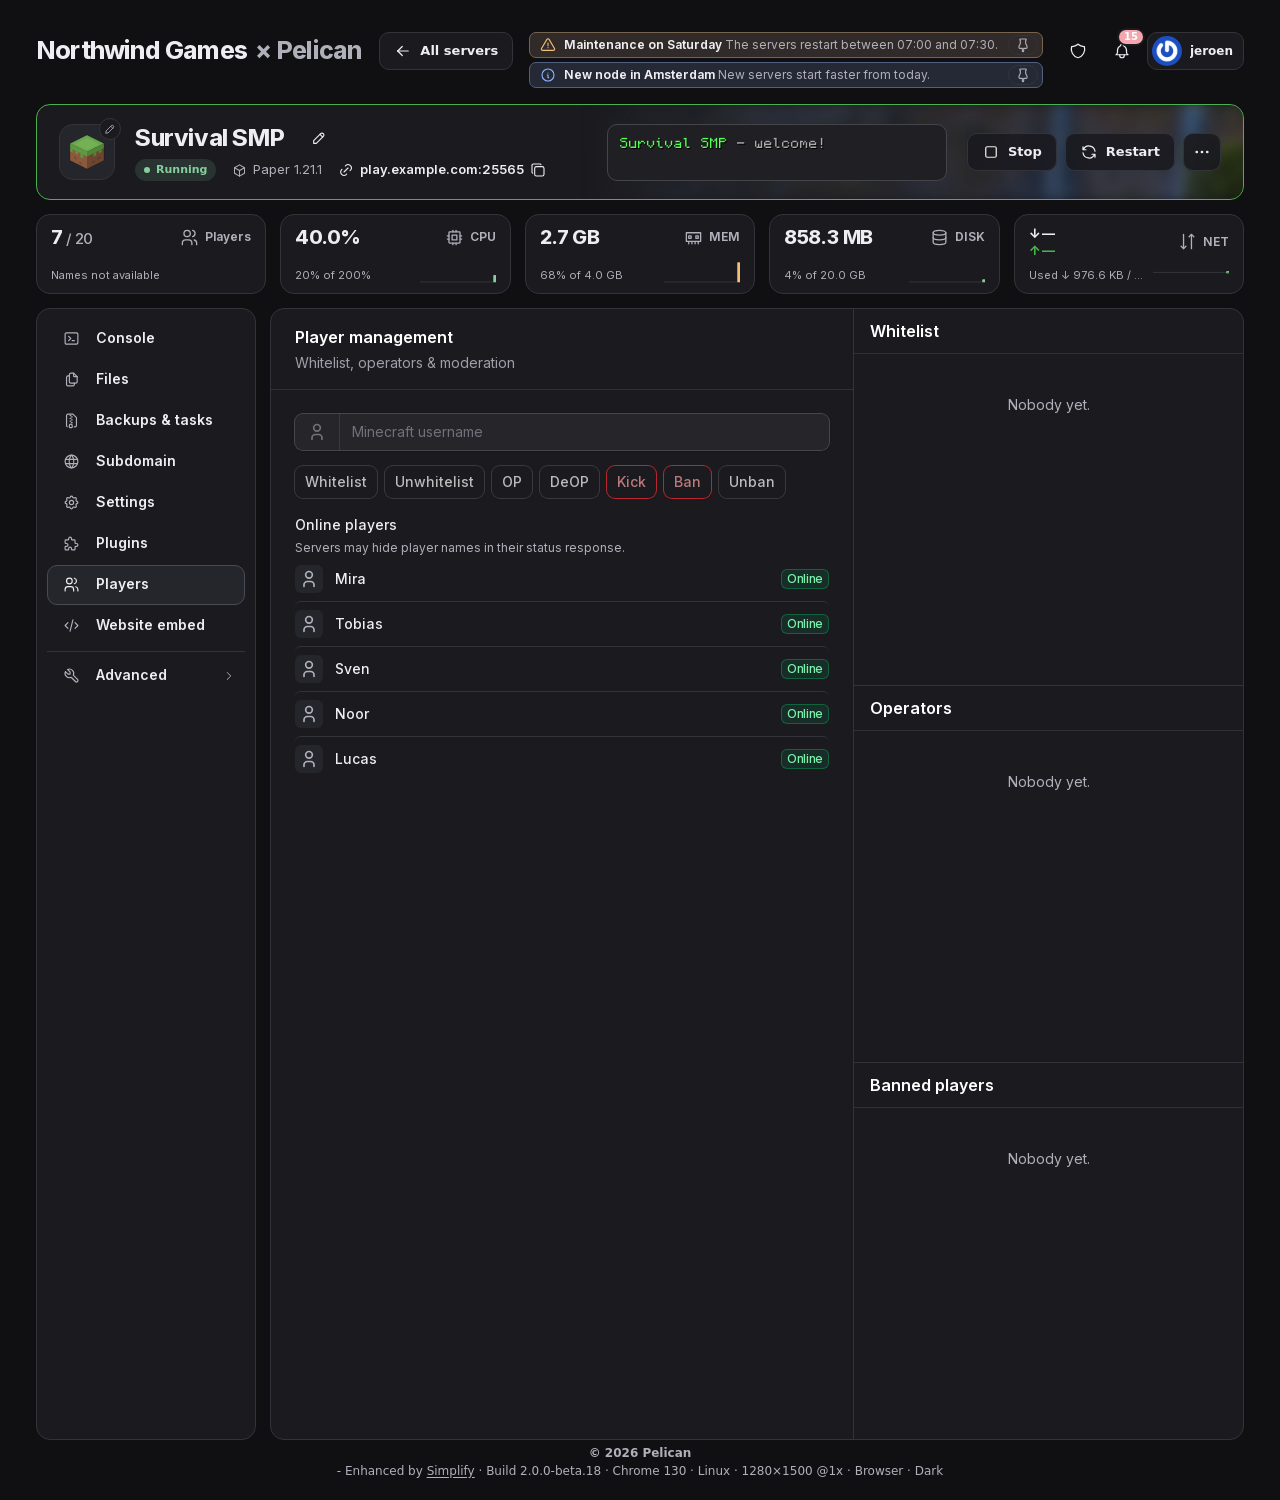 Northwind Games × Pelican
All servers
Maintenance on Saturday The servers restart between 07:00 and 07:30.
New node in Amsterdam New servers start faster from today.
15
jeroen
Survival SMP
Running
Paper 1.21.1
play.example.com:25565
Survival SMP - welcome!
Stop
Restart
7 / 20
Players
Names not available
40.0%
CPU
20% of 200%
2.7 GB
MEM
68% of 4.0 GB
858.3 MB
DISK
4% of 20.0 GB
↓—
↑—
NET
Used ↓ 976.6 KB / ...
Console
Files
Backups & tasks
Subdomain
Settings
Plugins
Players
Website embed
Advanced
Player management
Whitelist, operators & moderation
Minecraft username
Whitelist
Unwhitelist
OP
DeOP
Kick
Ban
Unban
Online players
Servers may hide player names in their status response.
Mira
Online
Tobias
Online
Sven
Online
Noor
Online
Lucas
Online
Whitelist
Nobody yet.
Operators
Nobody yet.
Banned players
Nobody yet.
© 2026 Pelican
- Enhanced by Simplify · Build 2.0.0-beta.18 · Chrome 130 · Linux · 1280×1500 @1x · Browser · Dark